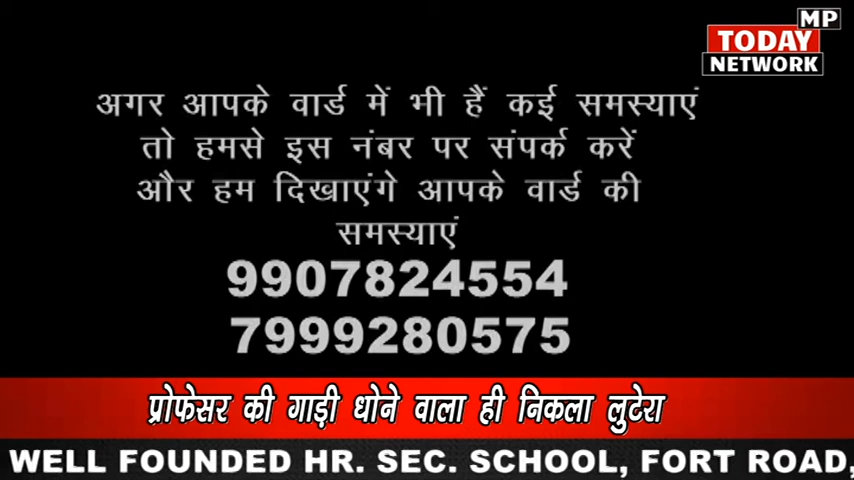 MP
TODAY
NETWORK
अगर आपके वार्ड में भी हैं कई समस्याएं
तो हमसे इस नंबर पर संपर्क करें
और हम दिखाएंगे आपके वार्ड की
समस्याएं
9907824554
7999280575
प्रोफेसर की गाड़ी धोने वाला ही निकला लुटेरा
WELL FOUNDED HR. SEC. SCHOOL, FORT ROAD,